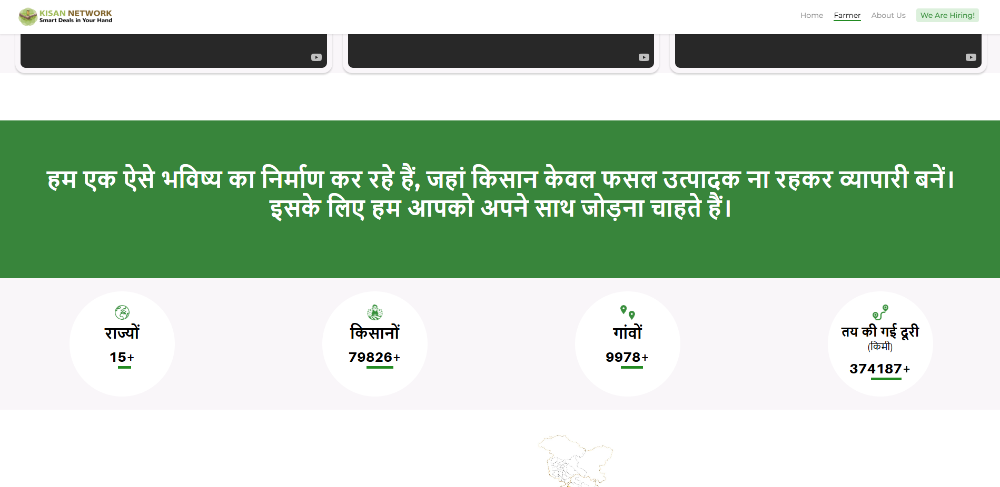 KISAN NETWORK
Smart Deals in Your Hand
Home Farmer About Us We Are Hiring!
हम एक ऐसे भविष्य का निर्माण कर रहे हैं, जहां किसान केवल फसल उत्पादक ना रहकर व्यापारी बनें।
इसके लिए हम आपको अपने साथ जोड़ना चाहते हैं।
राज्यों
15+
किसानों
79826+
गांवों
9978+
तय की गई दूरी
(किमी)
374187+